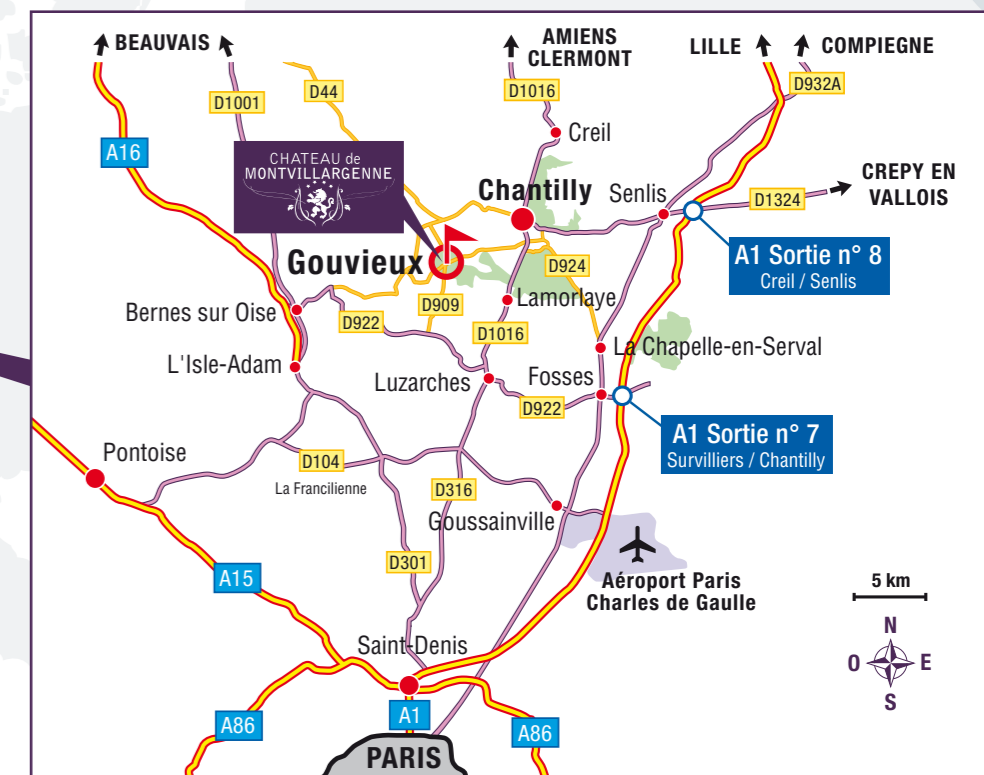 BEAUVAIS
AMIENS
CLERMONT
LILLE
COMPIEGNE
D1001
D44
D1016
D932A
A16
Creil
CHATEAU de
MONTVILLARGENNE
Chantilly
Senlis
CREPY EN
VALLOIS
D1324
Gouvieux
A1 Sortie n° 8
Creil / Senlis
D924
D909
Lamorlaye
Bernes sur Oise
D922
D1016
La Chapelle-en-Serval
L'Isle-Adam
Luzarches
Fosses
D922
A1 Sortie n° 7
Survilliers / Chantilly
Pontoise
D104
La Francilienne
D316
Goussainville
D301
A15
Aéroport Paris
Charles de Gaulle
5 km
N
O
E
S
Saint-Denis
A86
A1
A86
PARIS